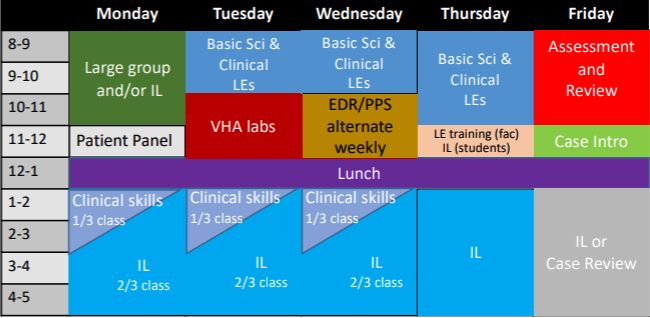 Monday Tuesday Wednesday Thursday Friday
8-9
9-10
10-11
11-12
12-1
1-2
2-3
3-4
4-5
Large group
and/or IL
Patient Panel
Basic Sci &
Clinical
LEs
VHA labs
Basic Sci &
Clinical
LEs
EDR/PPS
alternate
weekly
Basic Sci &
Clinical
LEs
LE training (fac)
IL (students)
Assessment
and
Review
Case Intro
Lunch
Clinical skills
1/3 class
IL
2/3 class
Clinical skills
1/3 class
IL
2/3 class
Clinical skills
1/3 class
IL
2/3 class
IL
IL or
Case Review